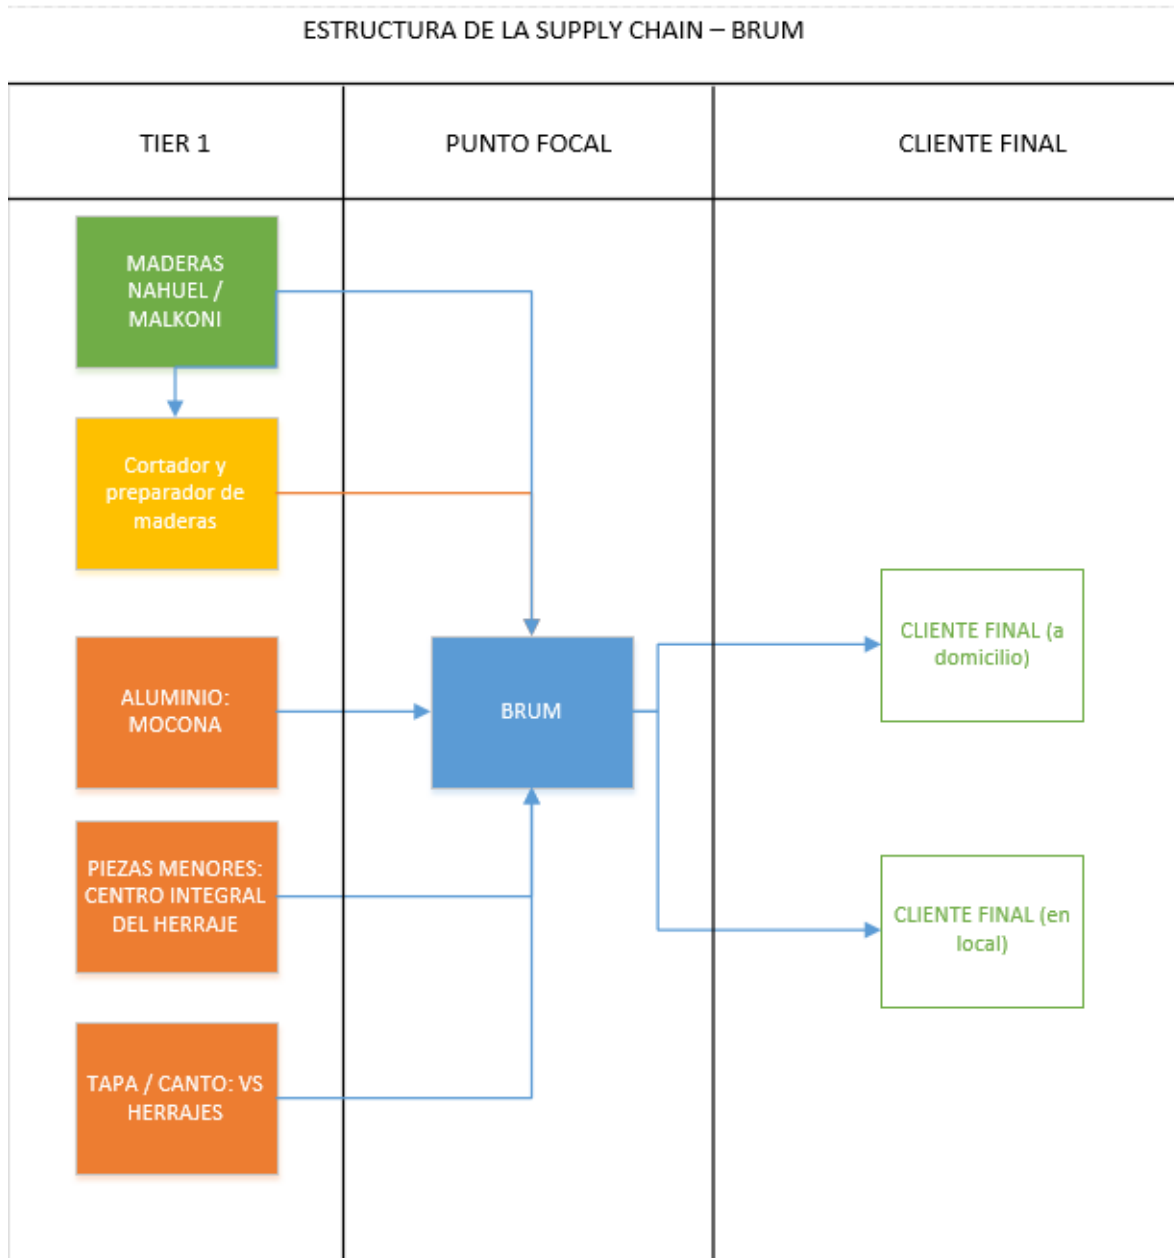 ESTRUCTURA DE LA SUPPLY CHAIN – BRUM
TIER 1
PUNTO FOCAL
CLIENTE FINAL
MADERAS
NAHUEL /
MALKONI
Cortador y
preparador de
maderas
ALUMINIO:
MOCONA
PIEZAS MENORES:
CENTRO INTEGRAL
DEL HERRAJE
TAPA / CANTO: VS
HERRAJES
BRUM
CLIENTE FINAL (a
domicilio)
CLIENTE FINAL (en
local)